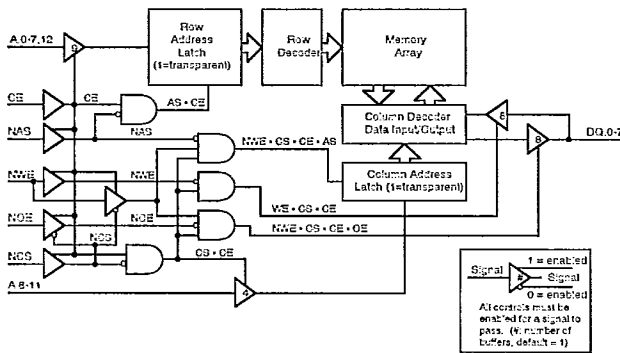 A.0-7,12
9
Row
Address
Latch
(1=transparent)
Row
Decoder
Memory
Array
CE
CE
AS • CE
NAS
NAS
NWE • CS • CE • AS
Column Decoder
Data Input/Output
8
8
DQ.0-7
NWE
NWE
Column Address
Latch (1=transparent)
WE • CS • CE
NOE
NOE
NWE • CS • CE • OE
NCS
NCS
CS • CE
A.8-11
4
1 = enabled
Signal
#
Signal
0 = enabled
All controls must be
enabled for a signal to
pass. (#: number of
buffers, default = 1)